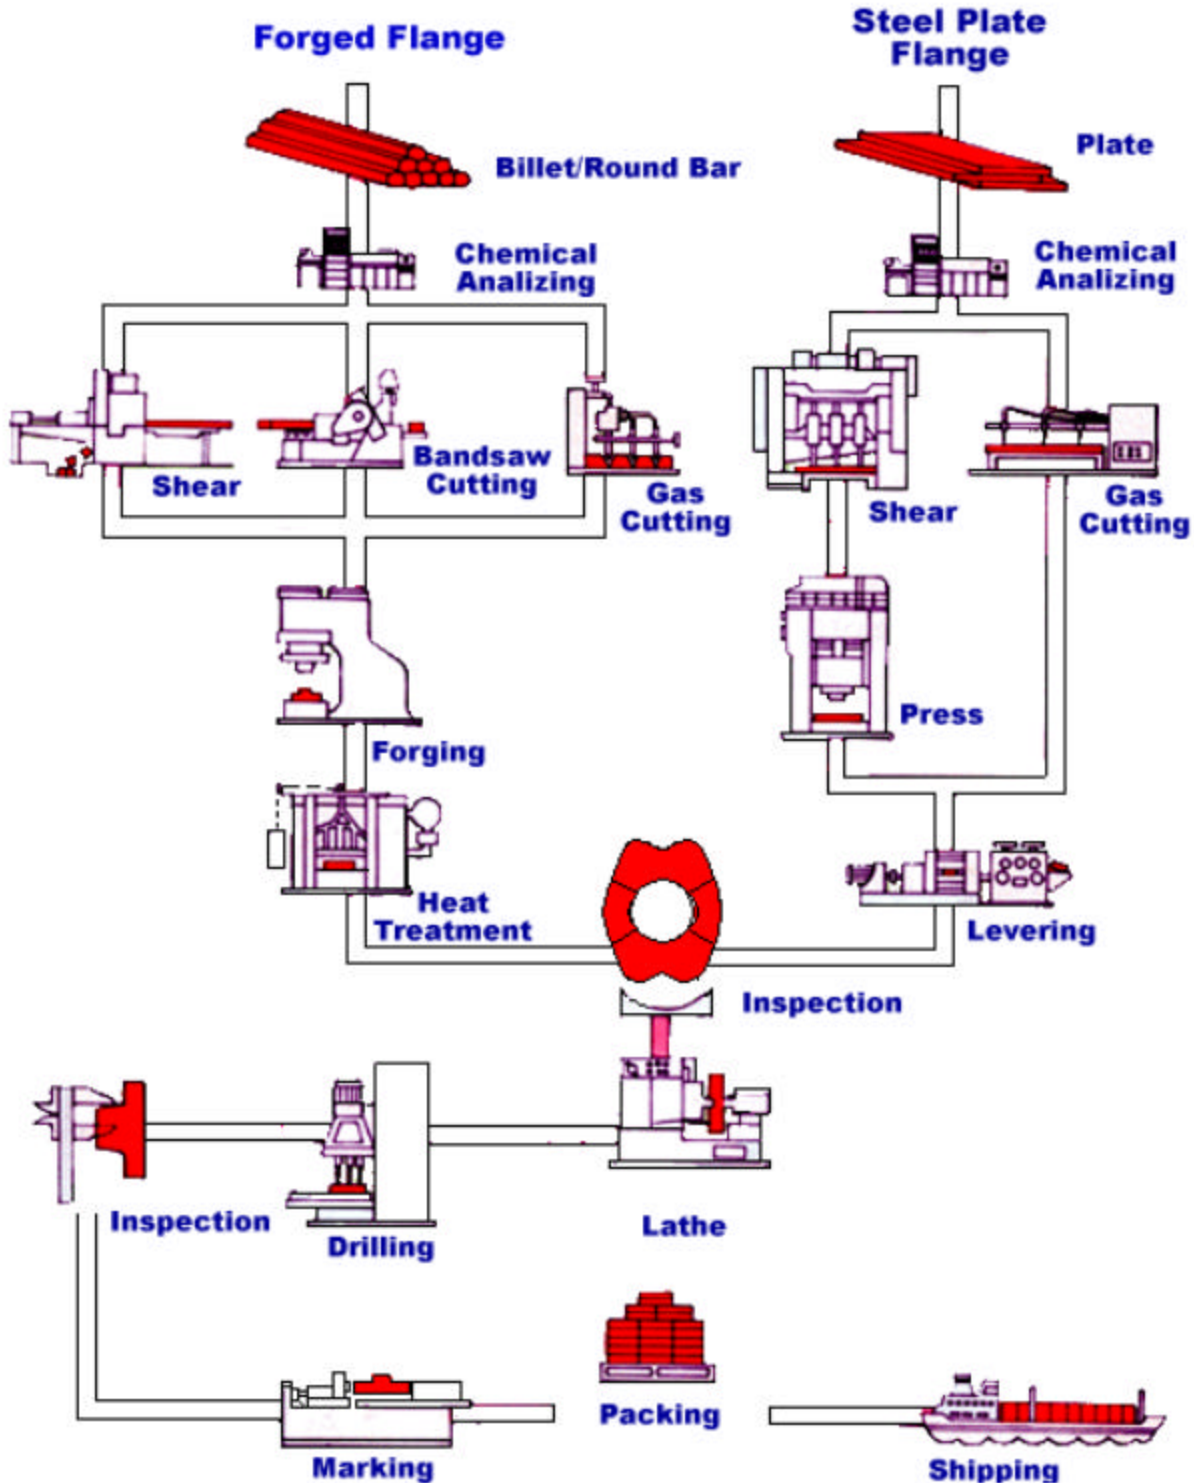 Forged Flange
Steel Plate
Flange
Billet/Round Bar
Plate
Chemical
Analizing
Chemical
Analizing
Shear
Bandsaw
Cutting
Gas
Cutting
Shear
Gas
Cutting
Forging
Press
Heat
Treatment
Levering
Inspection
Inspection
Drilling
Lathe
Marking
Packing
Shipping